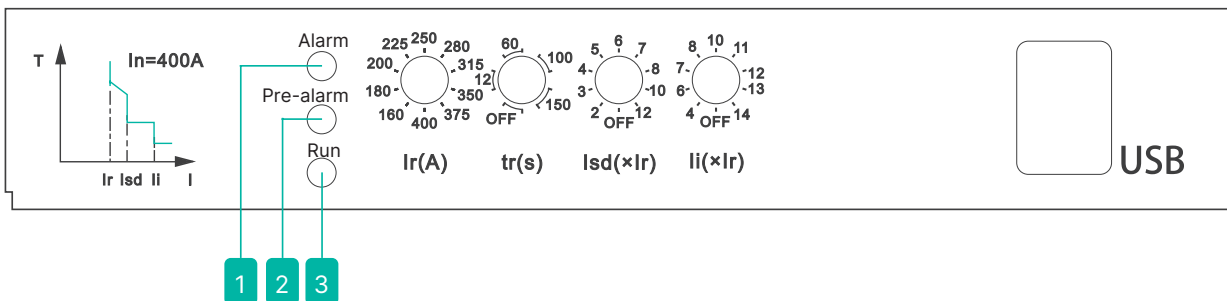 T
In=400A
Ir Isd Ii I
Alarm
Pre-alarm
Run
160 180 200 225 250 280 315 350 375 400
Ir(A)
OFF 12 60 100 150
tr(s)
2 3 4 5 6 7 8 10 12 OFF
Isd(×Ir)
4 6 7 8 10 11 12 13 14 OFF
Ii(×Ir)
USB
1 2 3